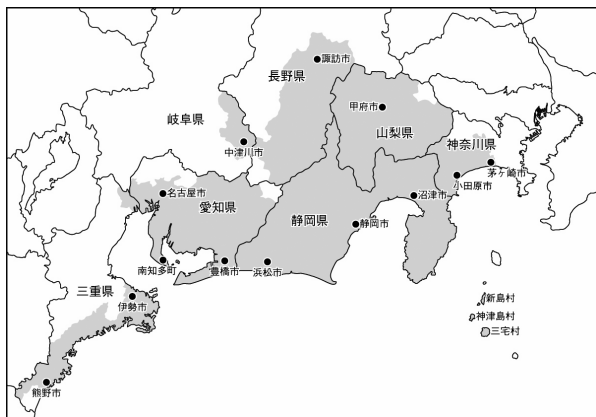 諏訪市
長野県
甲府市
岐阜県
山梨県
中津川市
神奈川県
茅ヶ崎市
小田原市
名古屋市
沼津市
愛知県
静岡県
静岡市
南知多町
豊橋市
浜松市
三重県
伊勢市
新島村
神津島村
三宅村
熊野市